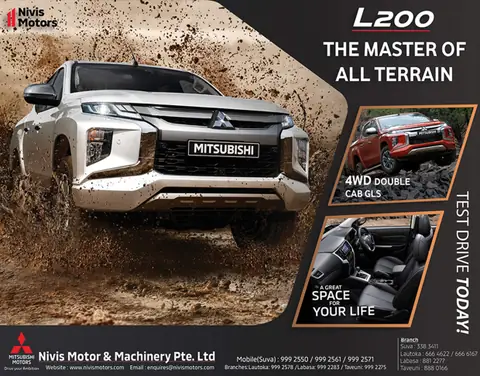 Nivis
Motors
L200
THE MASTER OF
ALL TERRAIN
MITSUBISHI
4WD DOUBLE
CAB GLS
A GREAT
SPACE
FOR
YOUR LIFE
TEST DRIVE TODAY!
MITSUBISHI
MOTORS
Drive your Ambition
Nivis Motor & Machinery Pte. Ltd
Website : www.nivismotors.com Email : enquires@nivismotors.com
Mobile(Suva) : 999 2550 / 999 2561 / 999 2571
Branches: Lautoka : 999 2578 /Labasa: 999 2283 / Taveuni: 999 2275
Branch
Suva : 338 3411
Lautoka : 666 4622 / 666 6167
Labasa : 881 2277
Taveuni : 888 0166